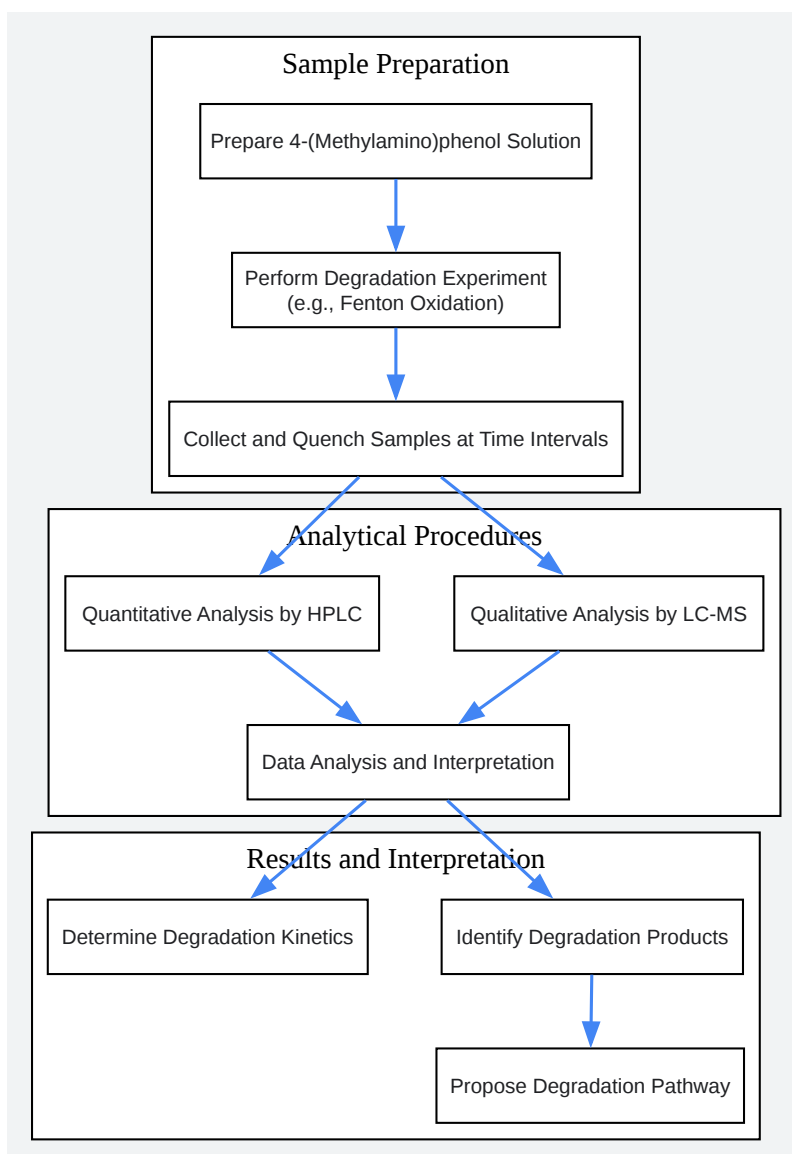 Sample Preparation
Prepare 4-(Methylamino)phenol Solution
Perform Degradation Experiment
(e.g., Fenton Oxidation)
Collect and Quench Samples at Time Intervals
Analytical Procedures
Quantitative Analysis by HPLC
Qualitative Analysis by LC-MS
Data Analysis and Interpretation
Results and Interpretation
Determine Degradation Kinetics
Identify Degradation Products
Propose Degradation Pathway